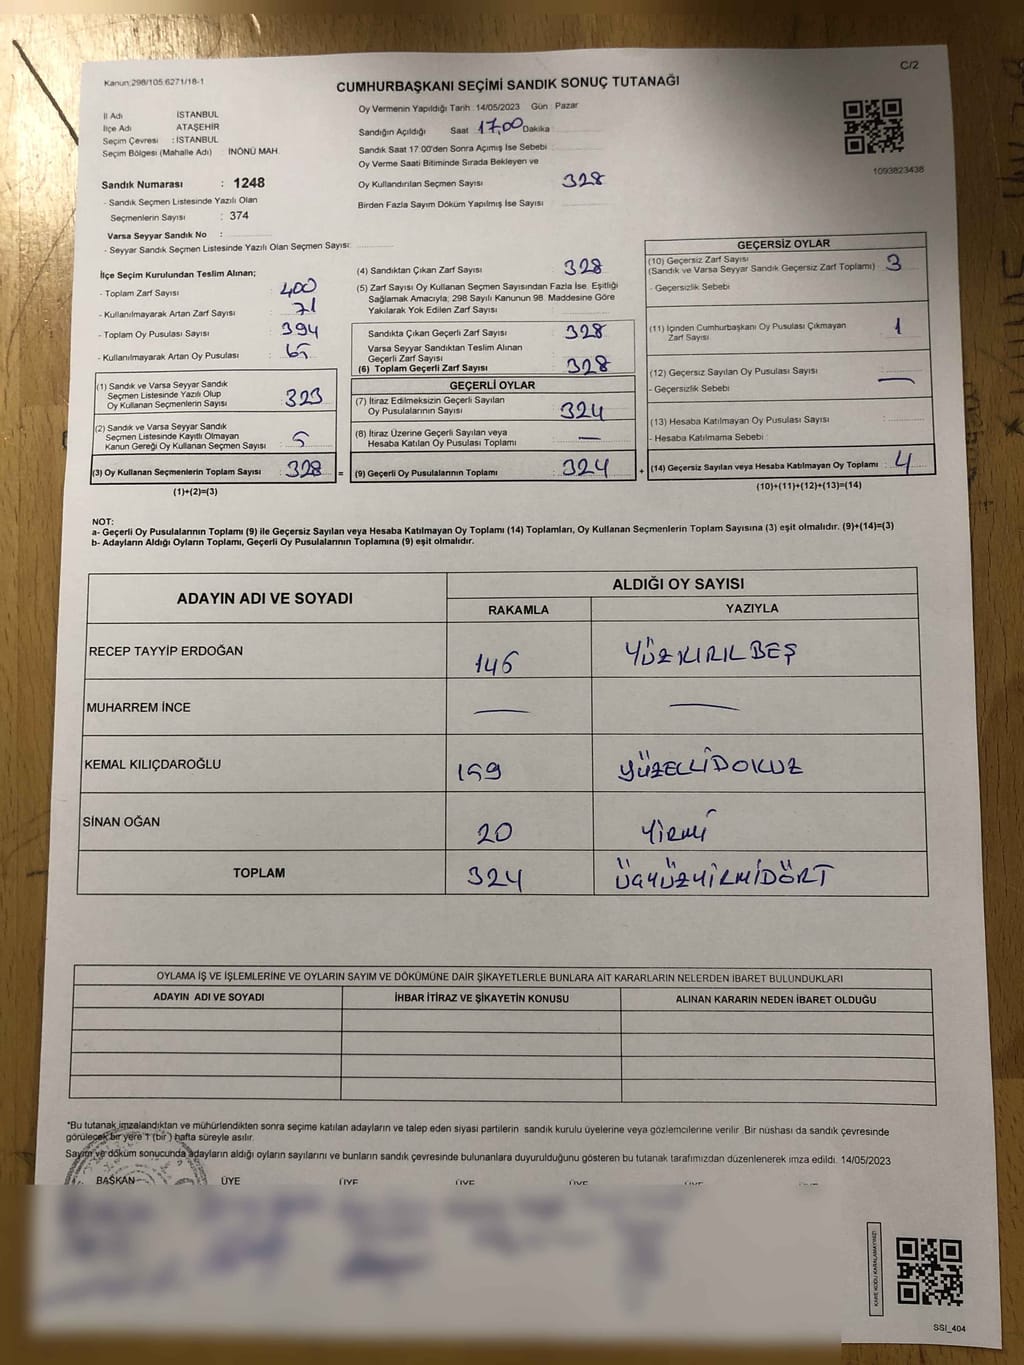 Kanun:298/105 6271/18-1
C/2
CUMHURBAŞKANI SEÇİMİ SANDIK SONUÇ TUTANAĞI
İl Adı İSTANBUL
İlçe Adı ATAŞEHİR
Seçim Çevresi : İSTANBUL
Seçim Bölgesi (Mahalle Adı) : İNÖNÜ MAH.
Oy Vermenin Yapıldığı Tarih : 14/05/2023 Gün : Pazar
Sandığın Açıldığı Saat 17,00 Dakika
Sandık Saat 17:00'den Sonra Açımış İse Sebebi
Oy Verme Saati Bitiminde Sırada Bekleyen ve
Oy Kullandırılan Seçmen Sayısı 328
Birden Fazla Sayım Döküm Yapılmış İse Sayısı
1093823438
Sandık Numarası : 1248
- Sandık Seçmen Listesinde Yazılı Olan
Seçmenlerin Sayısı : 374
Varsa Seyyar Sandık No :
- Seyyar Sandık Seçmen Listesinde Yazılı Olan Seçmen Sayısı:
İlçe Seçim Kurulundan Teslim Alınan;
- Toplam Zarf Sayısı : 400
- Kullanılmayarak Artan Zarf Sayısı : 71
- Toplam Oy Pusulası Sayısı : 394
- Kullanılmayarak Artan Oy Pusulası : 65
(1) Sandık ve Varsa Seyyar Sandık
Seçmen Listesinde Yazılı Olup
Oy Kullanan Seçmenlerin Sayısı : 323
(2) Sandık ve Varsa Seyyar Sandık
Seçmen Listesinde Kayıtlı Olmayan
Kanun Gereği Oy Kullanan Seçmen Sayısı : 5
(3) Oy Kullanan Seçmenlerin Toplam Sayısı : 328 =
(1)+(2)=(3)
(4) Sandıktan Çıkan Zarf Sayısı : 328
(5) Zarf Sayısı Oy Kullanan Seçmen Sayısından Fazla İse. Eşitliği
Sağlamak Amacıyla; 298 Sayılı Kanunun 98. Maddesine Göre
Yakılarak Yok Edilen Zarf Sayısı
Sandıkta Çıkan Geçerli Zarf Sayısı : 328
Varsa Seyyar Sandıktan Teslim Alınan
Geçerli Zarf Sayısı
(6) Toplam Geçerli Zarf Sayısı : 328
GEÇERLİ OYLAR
(7) İtiraz Edilmeksizin Geçerli Sayılan
Oy Pusulalarının Sayısı : 324
(8) İtiraz Üzerine Geçerli Sayılan veya
Hesaba Katılan Oy Pusulası Toplamı : —
(9) Geçerli Oy Pusulalarının Toplamı : 324 +
GEÇERSİZ OYLAR
(10) Geçersiz Zarf Sayısı
(Sandık ve Varsa Seyyar Sandık Geçersiz Zarf Toplamı) : 3
- Geçersizlik Sebebi
(11) İçinden Cumhurbaşkanı Oy Pusulası Çıkmayan
Zarf Sayısı : 1
(12) Geçersiz Sayılan Oy Pusulası Sayısı : —
- Geçersizlik Sebebi
(13) Hesaba Katılmayan Oy Pusulası Sayısı :
- Hesaba Katılmama Sebebi :
(14) Geçersiz Sayılan veya Hesaba Katılmayan Oy Toplamı : 4
(10)+(11)+(12)+(13)=(14)
NOT:
a- Geçerli Oy Pusulalarının Toplamı (9) ile Geçersiz Sayılan veya Hesaba Katılmayan Oy Toplamı (14) Toplamları, Oy Kullanan Seçmenlerin Toplam Sayısına (3) eşit olmalıdır. (9)+(14)=(3)
b- Adayların Aldığı Oyların Toplamı, Geçerli Oy Pusulalarının Toplamına (9) eşit olmalıdır.
ADAYIN ADI VE SOYADI ALDIĞI OY SAYISI
RAKAMLA YAZIYLA
RECEP TAYYİP ERDOĞAN 145 YÜZKIRIKBEŞ
MUHARREM İNCE — —
KEMAL KILIÇDAROĞLU 159 YÜZELLİDOKUZ
SİNAN OĞAN 20 YİRMİ
TOPLAM 324 ÜÇYÜZYİRMİDÖRT
OYLAMA İŞ VE İŞLEMLERİNE VE OYLARIN SAYIM VE DÖKÜMÜNE DAİR ŞİKAYETLERLE BUNLARA AİT KARARLARIN NELERDEN İBARET BULUNDUKLARI
ADAYIN ADI VE SOYADI İHBAR İTİRAZ VE ŞİKAYETİN KONUSU ALINAN KARARIN NEDEN İBARET OLDUĞU
*Bu tutanak imzalandıktan ve mühürlendikten sonra seçime katılan adayların ve talep eden siyasi partilerin sandık kurulu üyelerine veya gözlemcilerine verilir .Bir nüshası da sandık çevresinde
görülecek bir yere 1 (bir ) hafta süreyle asılır.
Sayım ve döküm sonucunda adayların aldığı oyların sayılarını ve bunların sandık çevresinde bulunanlara duyurulduğunu gösteren bu tutanak tarafımızdan düzenlenerek imza edildi. 14/05/2023
BAŞKAN ÜYE ÜYE ÜYE ÜYE ÜYE ÜYE
KARE KODU KARALAMAYINIZ!
SSI_404